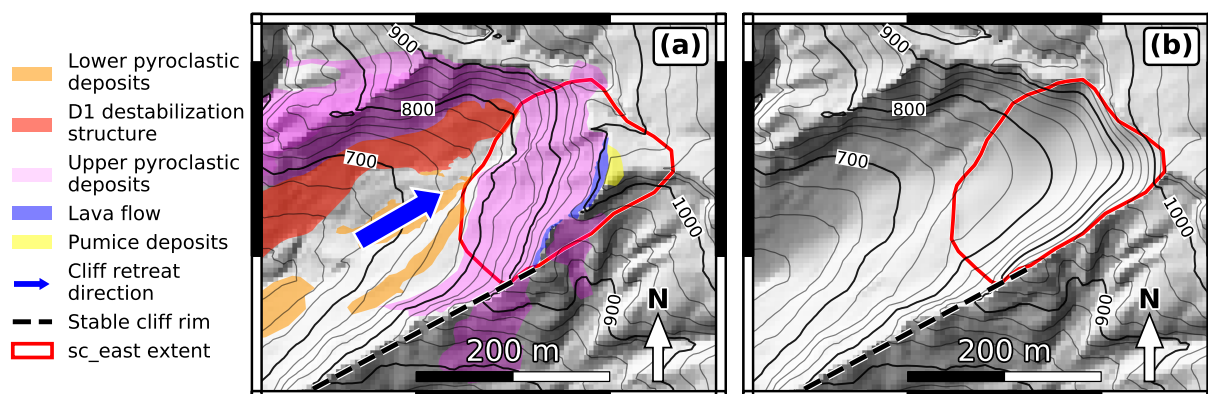 Lower pyroclastic
deposits
D1 destabilization
structure
Upper pyroclastic
deposits
Lava flow
Pumice deposits
Cliff retreat
direction
Stable cliff rim
sc_east extent
(a)
900
800
700
1000
900
N
200 m
(b)
900
800
700
1000
900
N
200 m